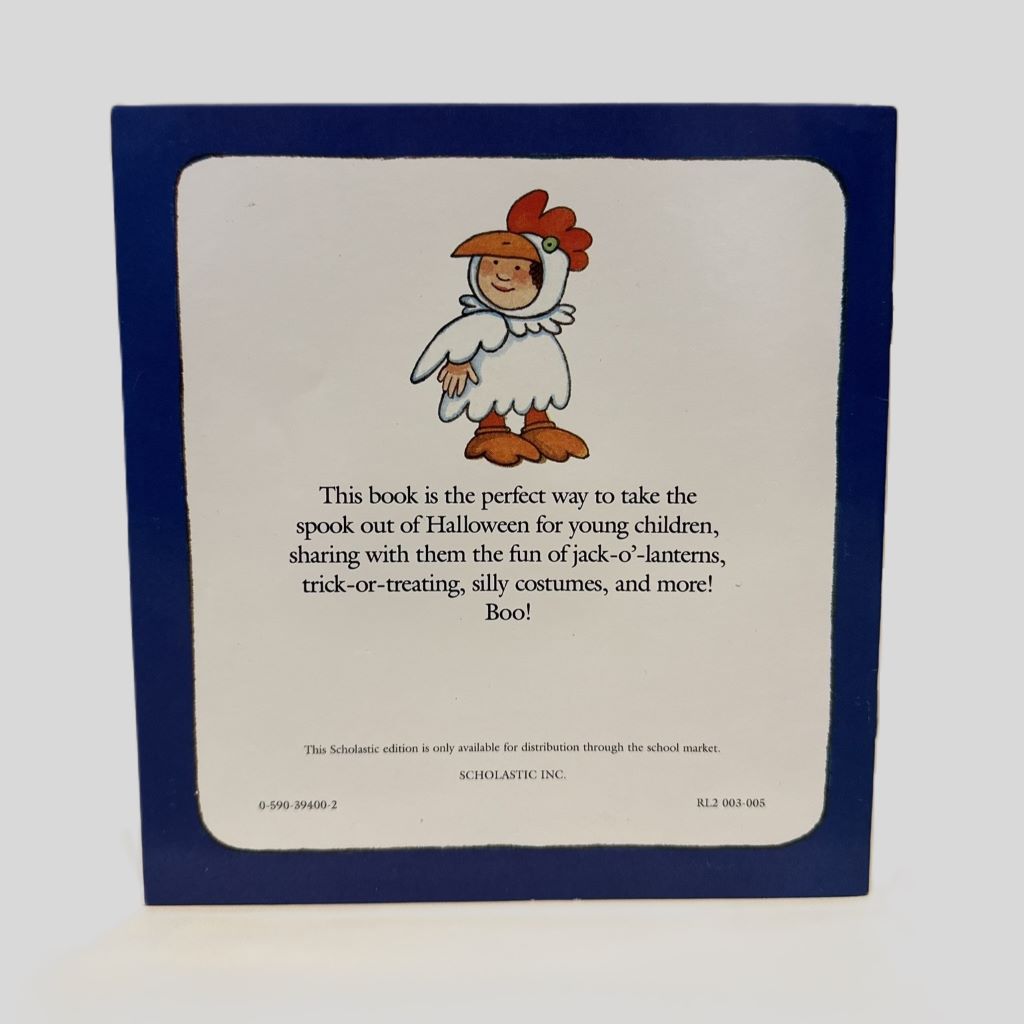 This book is the perfect way to take the
spook out of Halloween for young children,
sharing with them the fun of jack-o'-lanterns,
trick-or-treating, silly costumes, and more!
Boo!
This Scholastic edition is only available for distribution through the school market.
SCHOLASTIC INC.
0-590-39400-2 RL2 003-005